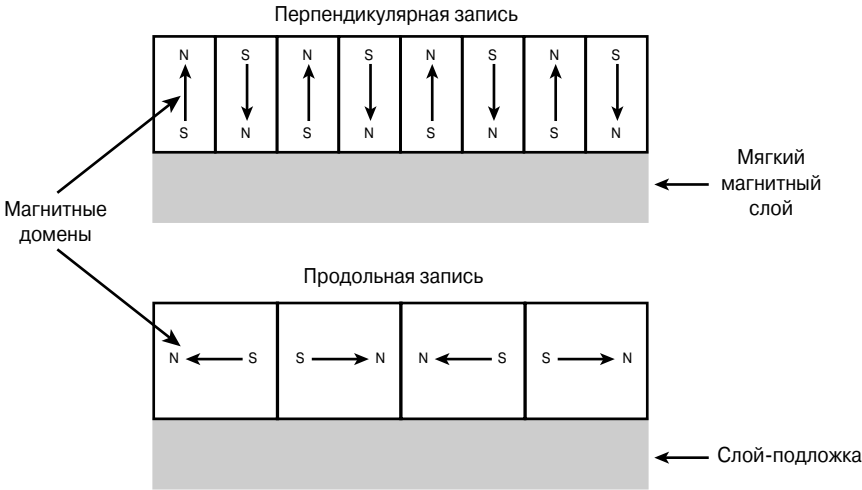 Перпендикулярная запись
N S N S N S N S
S N S N S N S N
Мягкий
магнитный
слой
Магнитные
домены
Продольная запись
N S S N N S S N
Слой-подложка